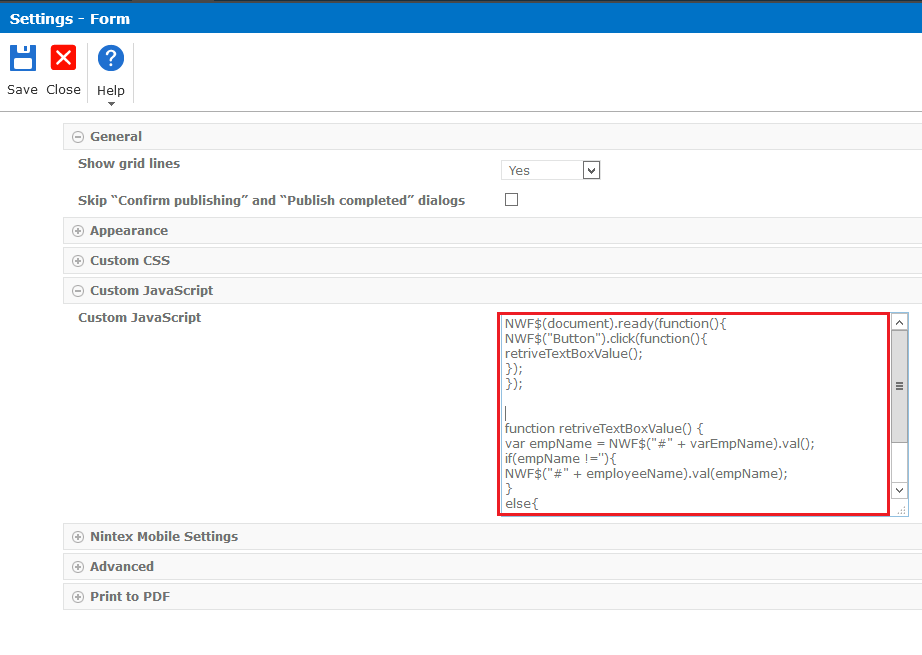 Settings - Form
Save Close Help
General
Show grid lines
Yes
Skip “Confirm publishing” and “Publish completed” dialogs
Appearance
Custom CSS
Custom JavaScript
Custom JavaScript
NWF$(document).ready(function(){
NWF$("Button").click(function(){
retriveTextBoxValue();
});
});
function retriveTextBoxValue() {
var empName = NWF$("#" + varEmpName).val();
if(empName !=''){
NWF$("#" + employeeName).val(empName);
}
else{
Nintex Mobile Settings
Advanced
Print to PDF